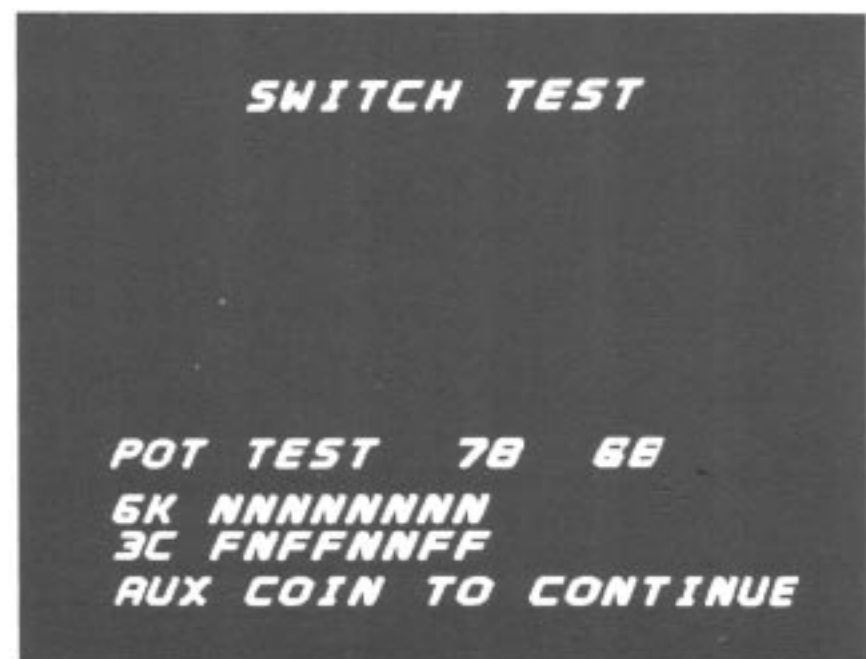 SWITCH TEST
POT TEST 78 68
6K NNNNNNNN
3C FNFFNNFF
AUX COIN TO CONTINUE